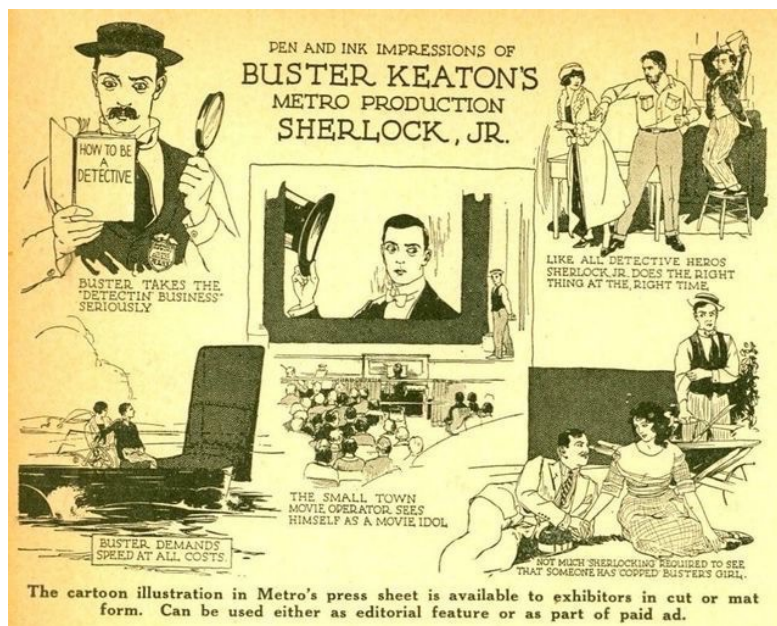 PEN AND INK IMPRESSIONS OF
BUSTER KEATON'S
METRO PRODUCTION
SHERLOCK, JR.
HOW TO BE
A
DETECTIVE
BUSTER TAKES THE
"DETECTIN' BUSINESS"
SERIOUSLY
LIKE ALL DETECTIVE HEROS
SHERLOCK, JR. DOES THE RIGHT
THING AT THE, RIGHT TIME,
BUSTER DEMANDS
SPEED AT ALL COSTS.
THE SMALL TOWN
MOVIE OPERATOR SEES
HIMSELF AS A MOVIE IDOL
NOT MUCH 'SHERLOCKING' REQUIRED TO SEE
THAT SOMEONE HAS COPPED BUSTER'S GIRL.
The cartoon illustration in Metro's press sheet is available to exhibitors in cut or mat
form. Can be used either as editorial feature or as part of paid ad.